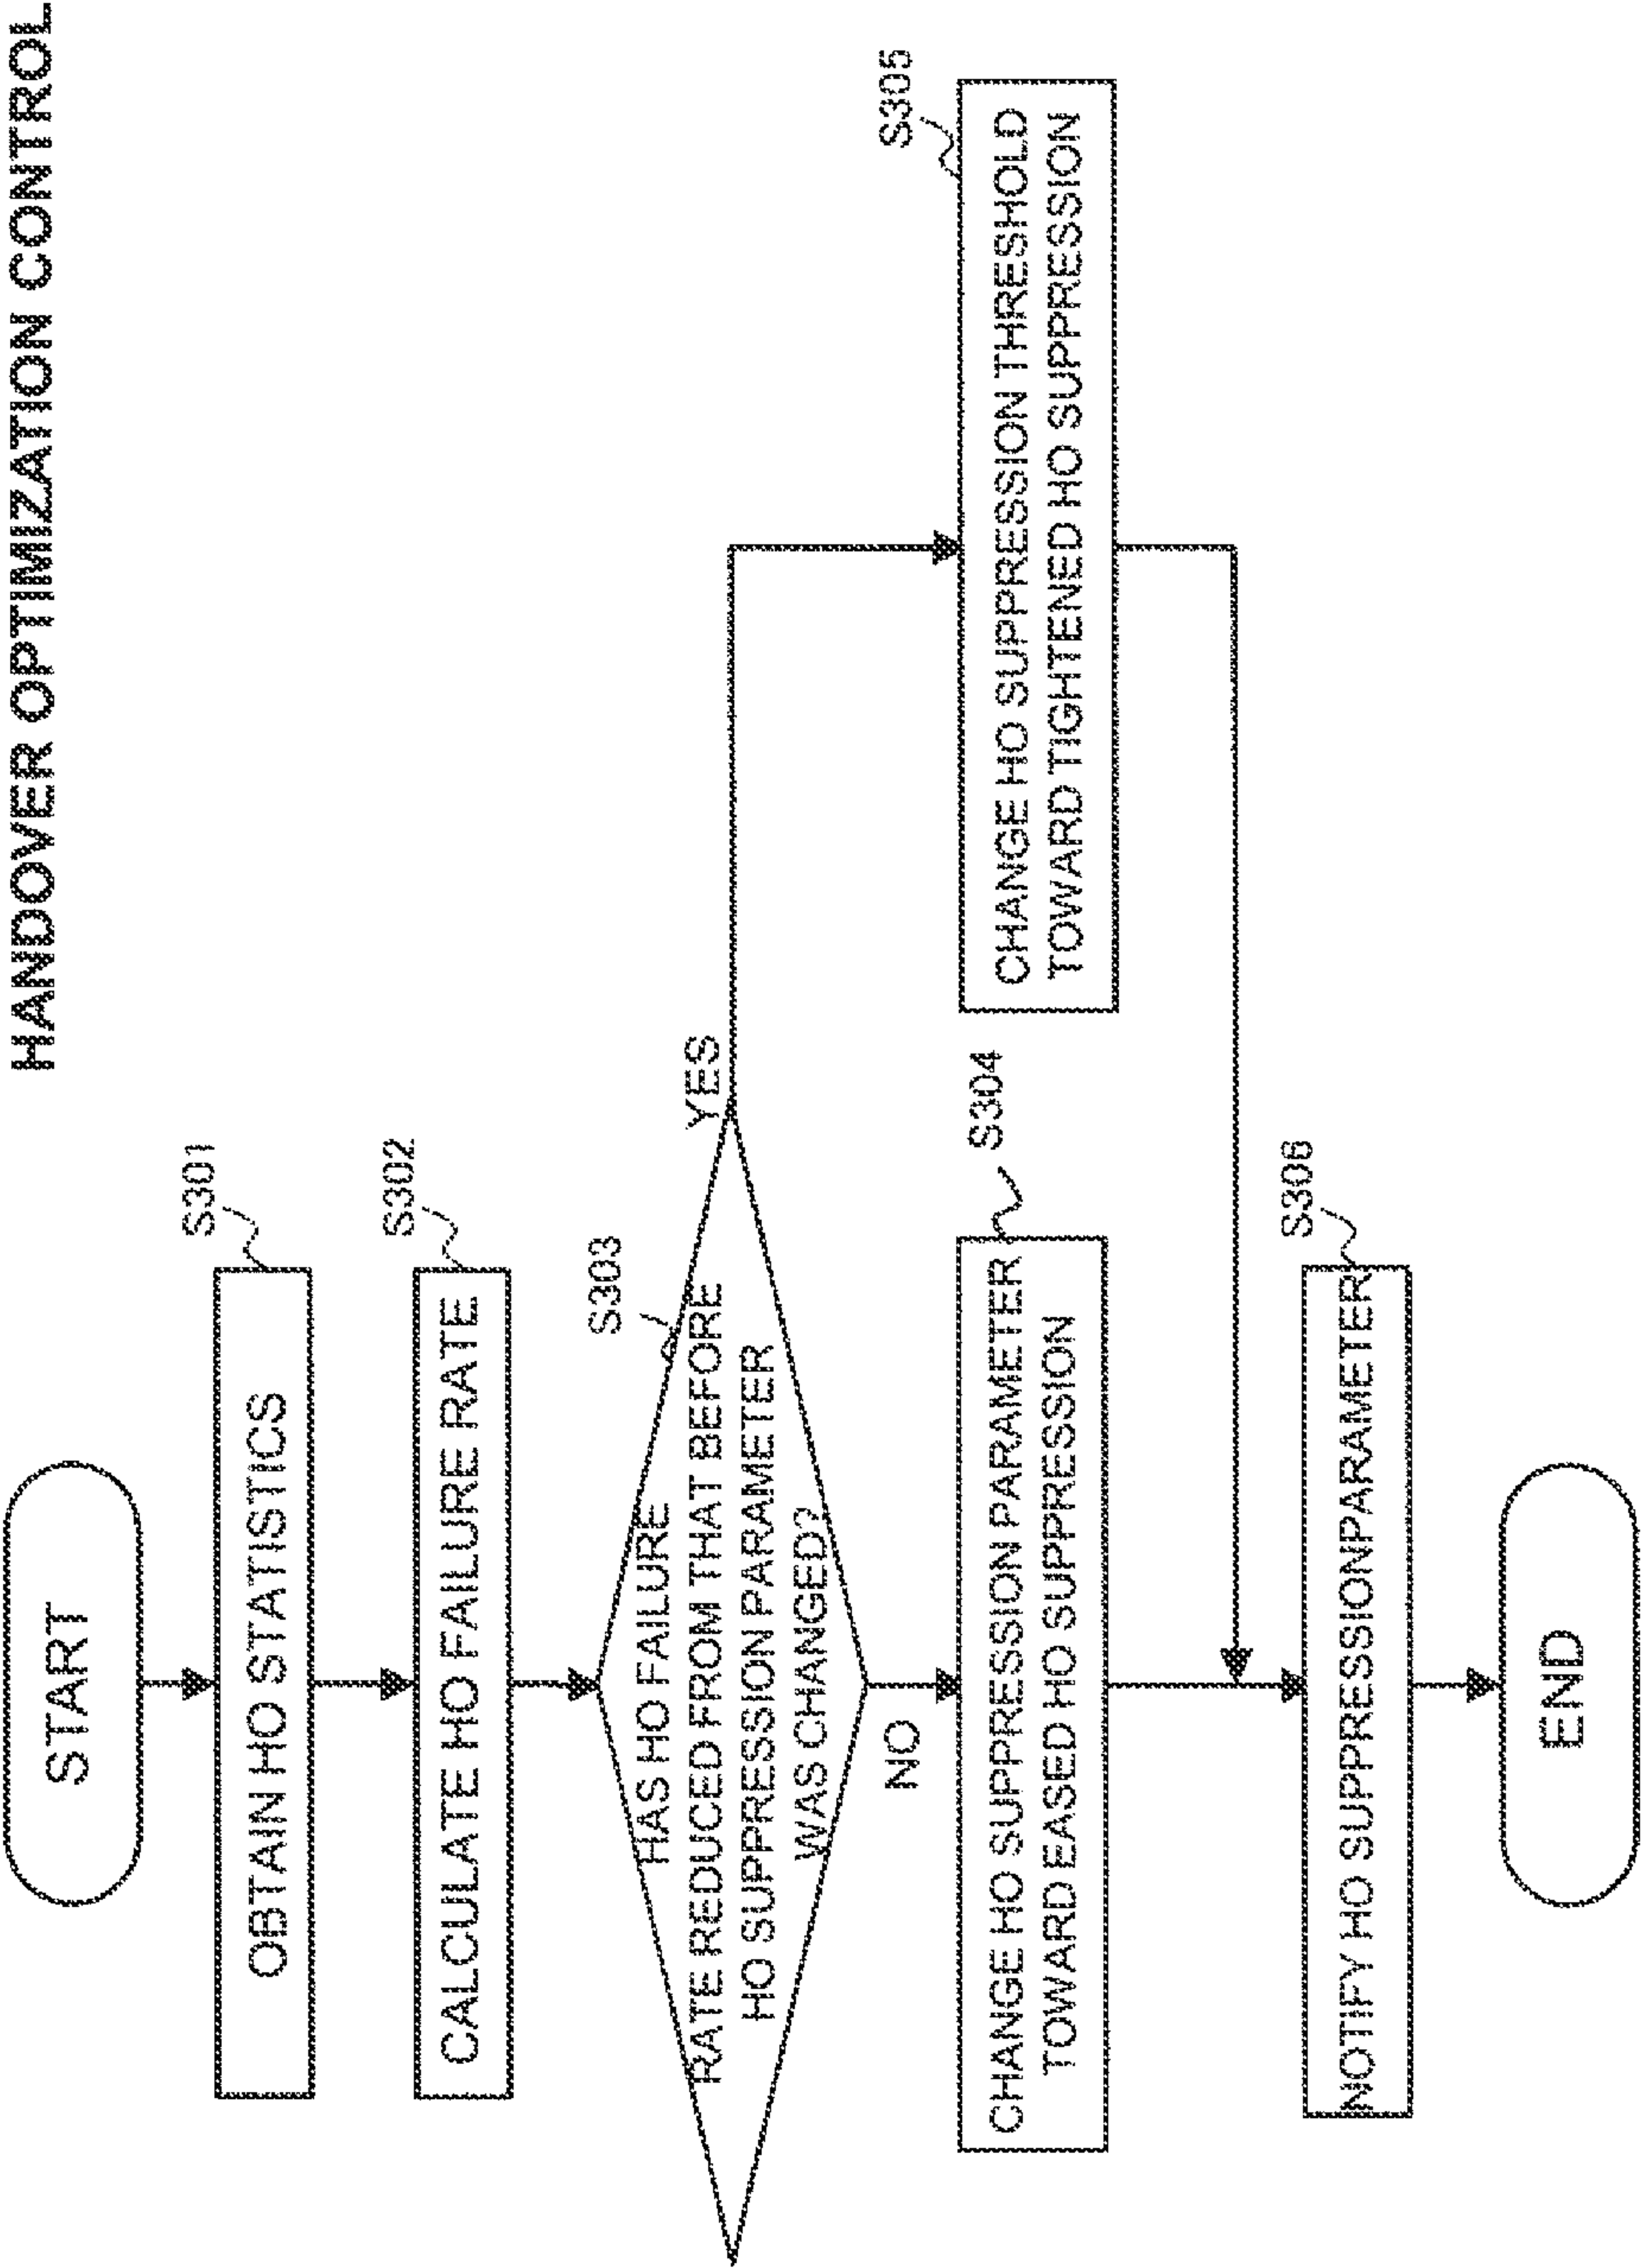 HANDOVER OPTIMIZATION CONTROL
START
S301
OBTAIN HO STATISTICS
S302
CALCULATE HO FAILURE RATE
S303
HAS HO FAILURE
RATE REDUCED FROM THAT BEFORE
HO SUPPRESSION PARAMETER
WAS CHANGED?
YES
NO
S304
CHANGE HO SUPPRESSION PARAMETER
TOWARD EASED HO SUPPRESSION
S305
CHANGE HO SUPPRESSION THRESHOLD
TOWARD TIGHTENED HO SUPPRESSION
S306
NOTIFY HO SUPPRESSIONPARAMETER
END